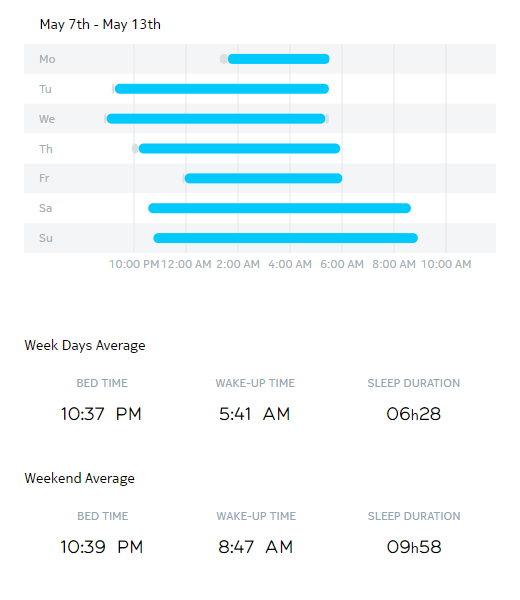 May 7th - May 13th
Mo
Tu
We
Th
Fr
Sa
Su
10:00 PM 12:00 AM 2:00 AM 4:00 AM 6:00 AM 8:00 AM 10:00 AM
Week Days Average
BED TIME WAKE-UP TIME SLEEP DURATION
10:37 PM 5:41 AM 06h28
Weekend Average
BED TIME WAKE-UP TIME SLEEP DURATION
10:39 PM 8:47 AM 09h58